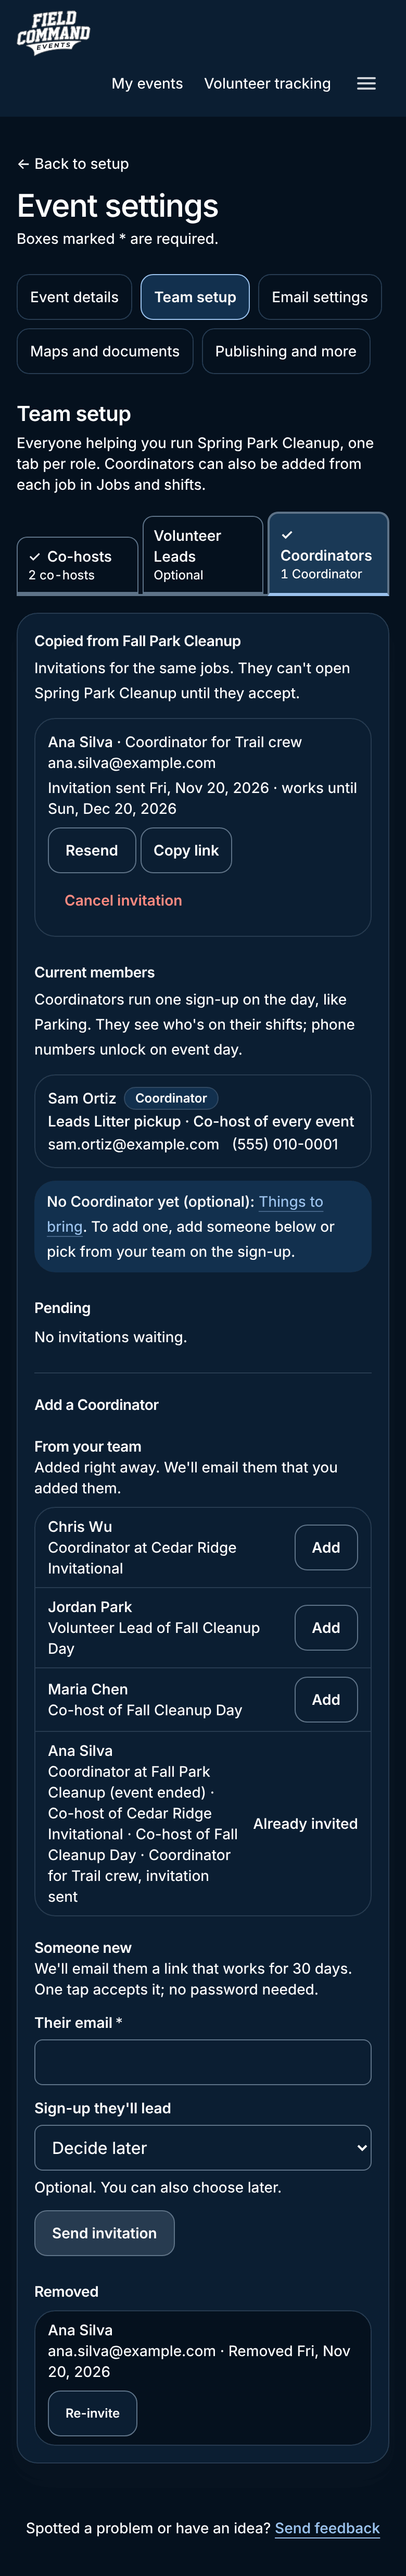 FIELD
COMMAND
EVENTS
My events Volunteer tracking
← Back to setup
Event settings
Boxes marked * are required.
Event details Team setup Email settings
Maps and documents Publishing and more
Team setup
Everyone helping you run Spring Park Cleanup, one
tab per role. Coordinators can also be added from
each job in Jobs and shifts.
✓ Co-hosts
2 co-hosts
Volunteer
Leads
Optional
✓
Coordinators
1 Coordinator
Copied from Fall Park Cleanup
Invitations for the same jobs. They can't open
Spring Park Cleanup until they accept.
Ana Silva · Coordinator for Trail crew
ana.silva@example.com
Invitation sent Fri, Nov 20, 2026 · works until
Sun, Dec 20, 2026
Resend Copy link
Cancel invitation
Current members
Coordinators run one sign-up on the day, like
Parking. They see who's on their shifts; phone
numbers unlock on event day.
Sam Ortiz Coordinator
Leads Litter pickup · Co-host of every event
sam.ortiz@example.com (555) 010-0001
No Coordinator yet (optional): Things to
bring. To add one, add someone below or
pick from your team on the sign-up.
Pending
No invitations waiting.
Add a Coordinator
From your team
Added right away. We'll email them that you
added them.
Chris Wu
Coordinator at Cedar Ridge
Invitational
Add
Jordan Park
Volunteer Lead of Fall Cleanup
Day
Add
Maria Chen
Co-host of Fall Cleanup Day
Add
Ana Silva
Coordinator at Fall Park
Cleanup (event ended) ·
Co-host of Cedar Ridge
Invitational · Co-host of Fall
Cleanup Day · Coordinator
for Trail crew, invitation
sent
Already invited
Someone new
We'll email them a link that works for 30 days.
One tap accepts it; no password needed.
Their email *
Sign-up they'll lead
Decide later
Optional. You can also choose later.
Send invitation
Removed
Ana Silva
ana.silva@example.com · Removed Fri, Nov
20, 2026
Re-invite
Spotted a problem or have an idea? Send feedback